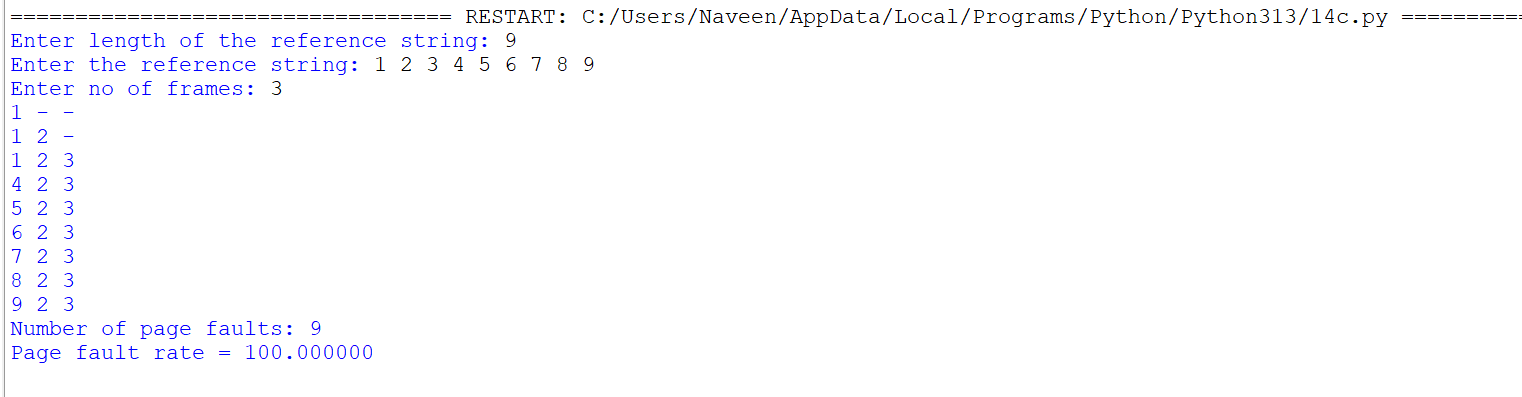 ================================== RESTART: C:/Users/Naveen/AppData/Local/Programs/Python/Python313/14c.py ==========
Enter length of the reference string: 9
Enter the reference string: 1 2 3 4 5 6 7 8 9
Enter no of frames: 3
1 - -
1 2 -
1 2 3
4 2 3
5 2 3
6 2 3
7 2 3
8 2 3
9 2 3
Number of page faults: 9
Page fault rate = 100.000000